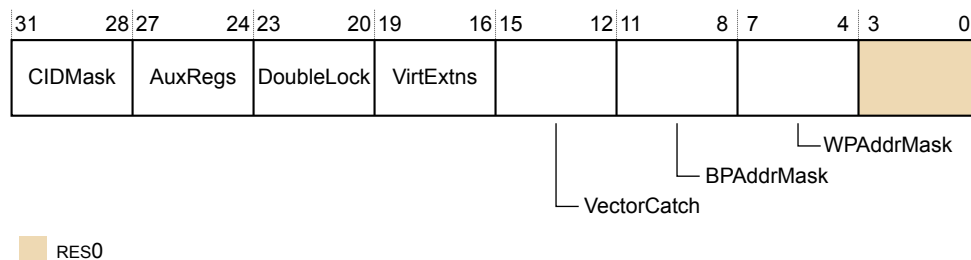 31 28 27 24 23 20 19 16 15 12 11 8 7 4 3 0
CIDMask AuxRegs DoubleLock VirtExtns
WPAddrMask
BPAddrMask
VectorCatch
RES0